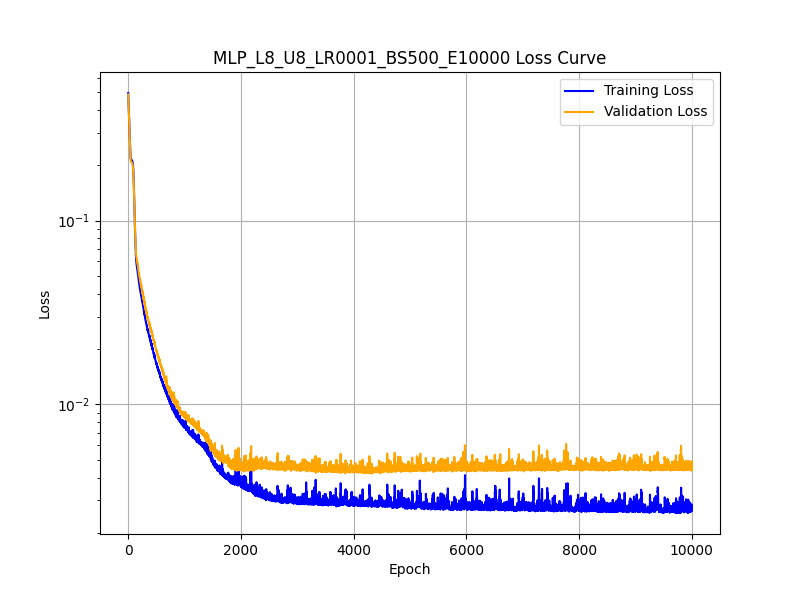 MLP_L8_U8_LR0001_BS500_E10000 Loss Curve
Training Loss
Validation Loss
10⁻¹
10⁻²
Loss
0 2000 4000 6000 8000 10000
Epoch